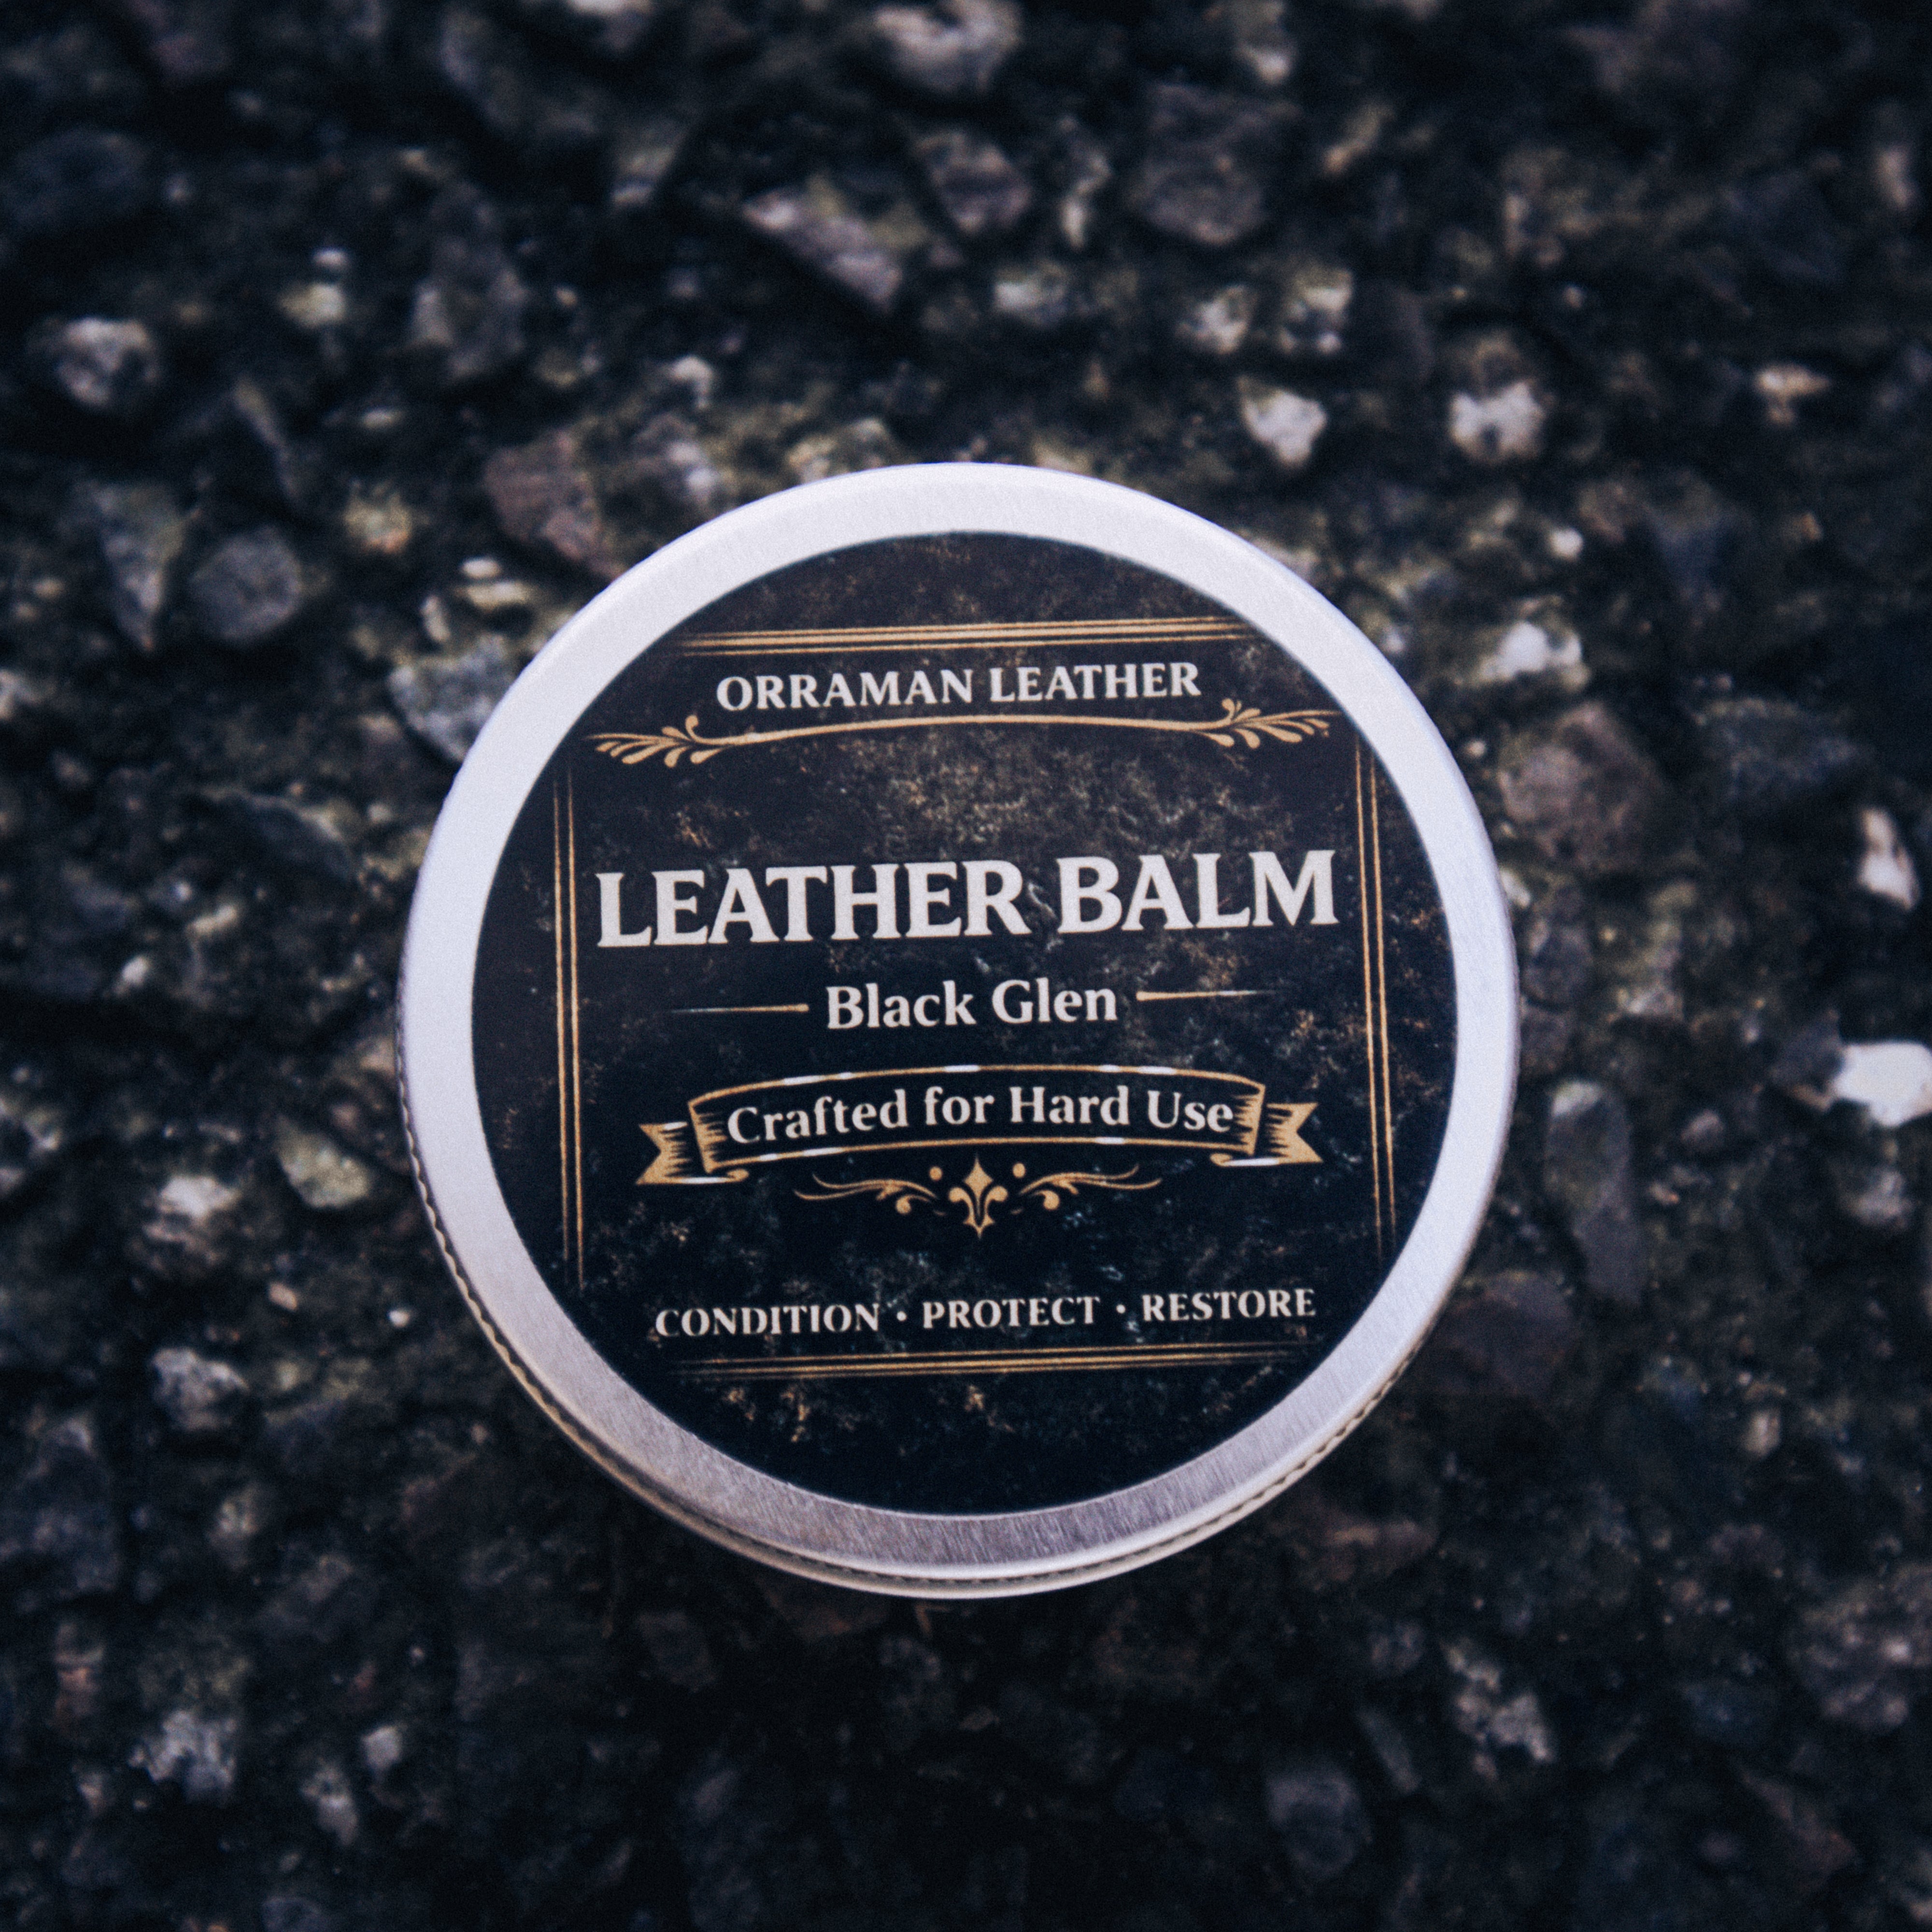 ORRAMAN LEATHER
LEATHER BALM
Black Glen
Crafted for Hard Use
CONDITION • PROTECT • RESTORE